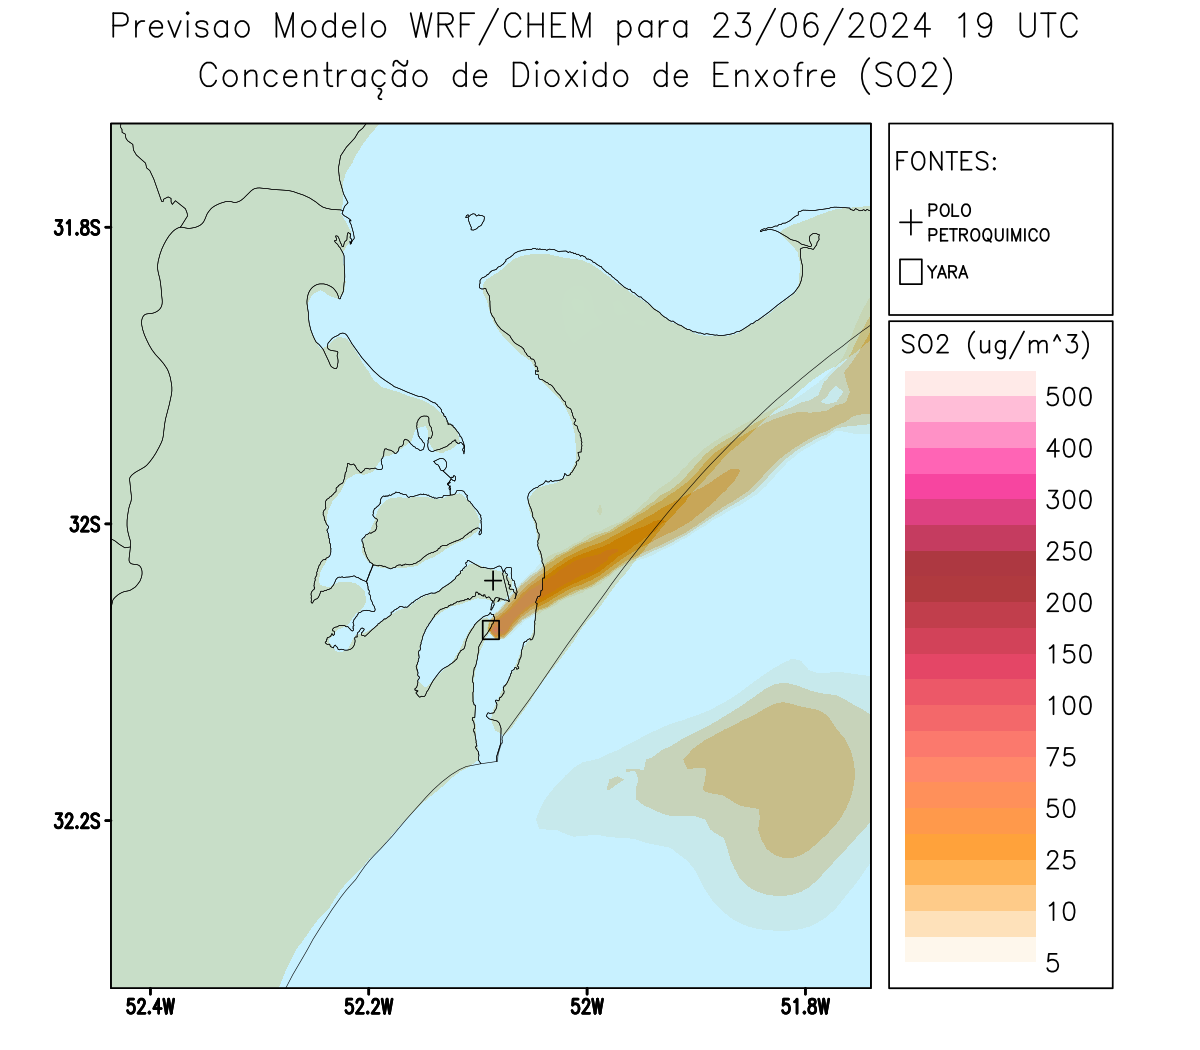 Previsao Modelo WRF/CHEM para 23/06/2024 19 UTC
Concentração de Dioxido de Enxofre (SO2)
FONTES:
POLO
PETROQUIMICO
YARA
31.8S
32S
32.2S
52.4W
52.2W
52W
51.8W
SO2 (ug/m^3)
500
400
300
250
200
150
100
75
50
25
10
5